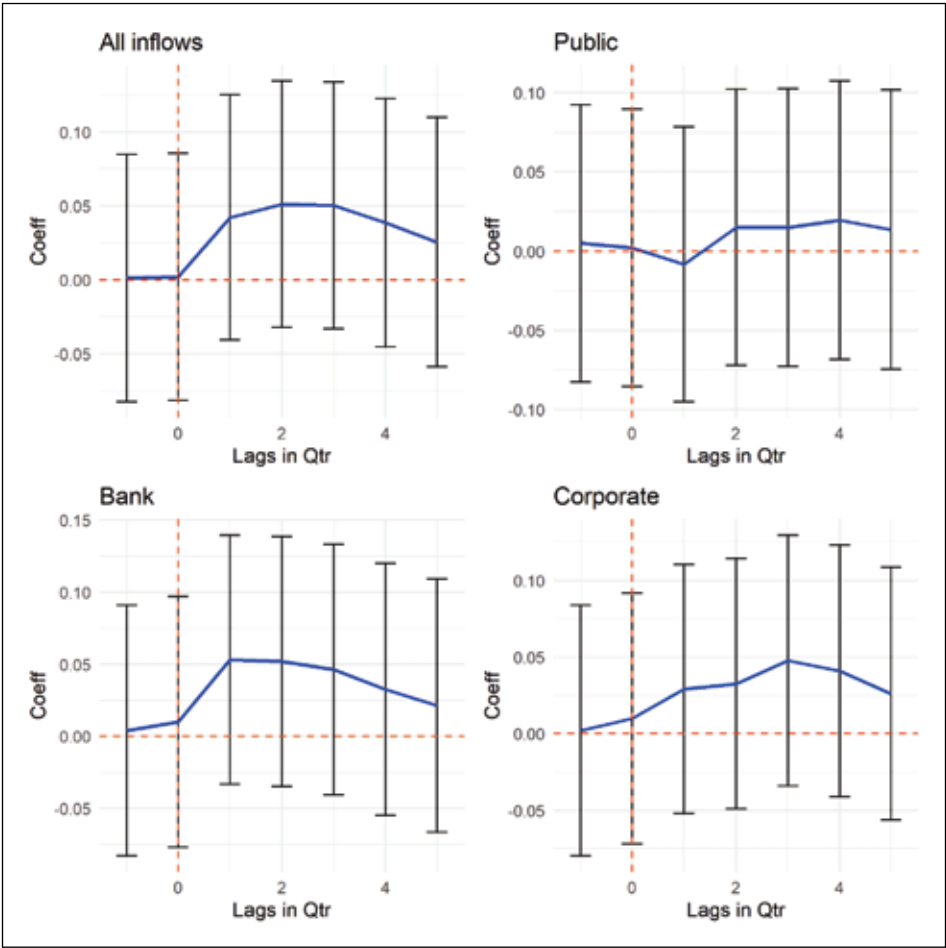 All inflows
Coeff
0.10
0.05
0.00
-0.05
0 2 4
Lags in Qtr
Public
Coeff
0.10
0.05
0.00
-0.05
-0.10
0 2 4
Lags in Qtr
Bank
Coeff
0.15
0.10
0.05
0.00
-0.05
0 2 4
Lags in Qtr
Corporate
Coeff
0.10
0.05
0.00
-0.05
0 2 4
Lags in Qtr